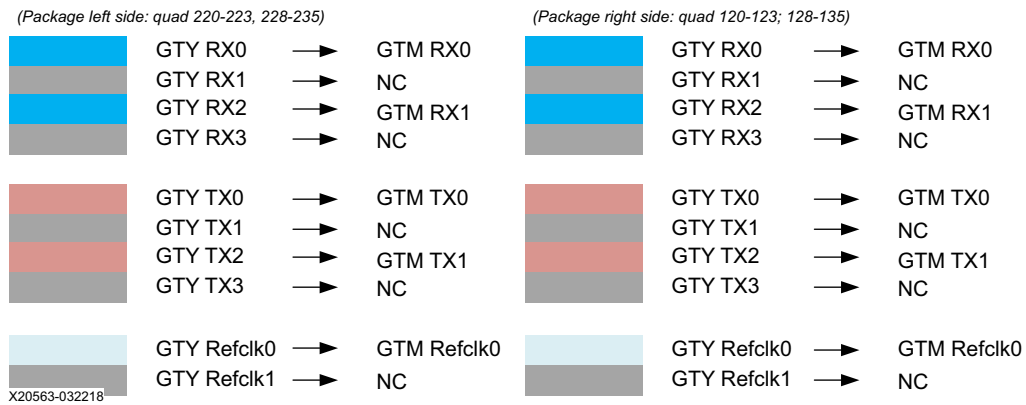 (Package left side: quad 220-223, 228-235)
GTY RX0 → GTM RX0
GTY RX1 → NC
GTY RX2 → GTM RX1
GTY RX3 → NC
GTY TX0 → GTM TX0
GTY TX1 → NC
GTY TX2 → GTM TX1
GTY TX3 → NC
GTY Refclk0 → GTM Refclk0
GTY Refclk1 → NC
X20563-032218
(Package right side: quad 120-123; 128-135)
GTY RX0 → GTM RX0
GTY RX1 → NC
GTY RX2 → GTM RX1
GTY RX3 → NC
GTY TX0 → GTM TX0
GTY TX1 → NC
GTY TX2 → GTM TX1
GTY TX3 → NC
GTY Refclk0 → GTM Refclk0
GTY Refclk1 → NC